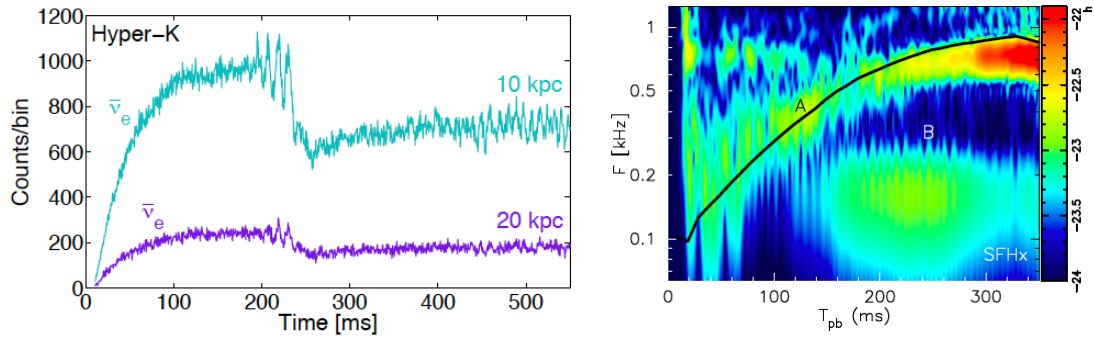 Hyper-K
1200
1000
800
600
400
200
0
Counts/bin
ν̄e
10 kpc
ν̄e
20 kpc
0 100 200 300 400 500
Time [ms]
1
0.5
0.2
0.1
F [kHz]
A
B
SFHx
0 100 200 300
Tpb (ms)
-22
h
-22.5
-23
-23.5
-24